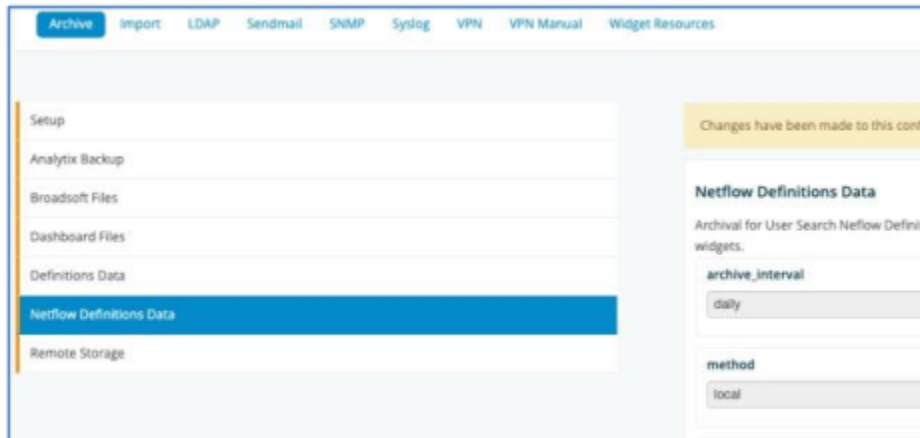 Archive Import LDAP Sendmail SNMP Syslog VPN VPN Manual Widget Resources
Setup
Analytix Backup
Broadsoft Files
Dashboard Files
Definitions Data
Netflow Definitions Data
Remote Storage
Changes have been made to this conf
Netflow Definitions Data
Archival for User Search Neflow Defini
widgets.
archive_interval
daily
method
local